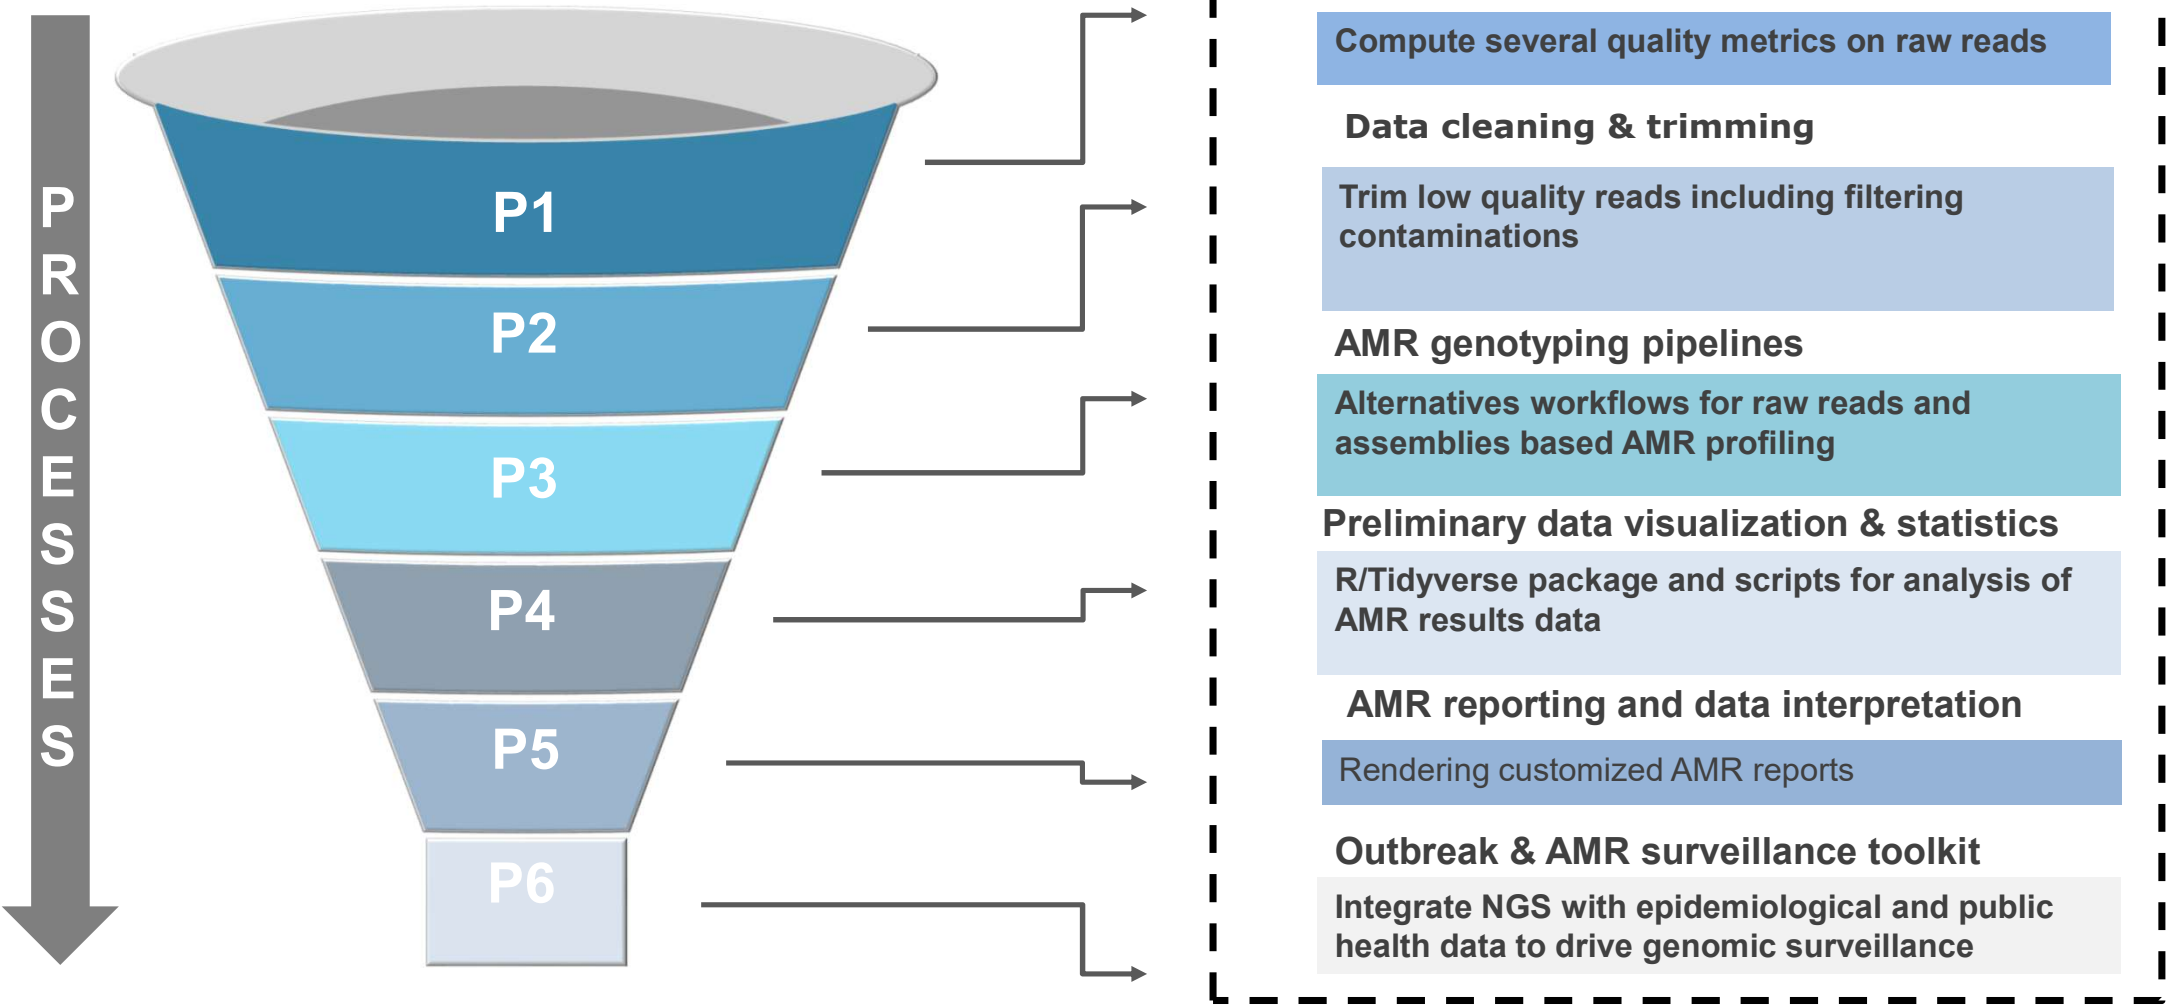 PROCESSES
P1
P2
P3
P4
P5
P6
Compute several quality metrics on raw reads
Data cleaning & trimming
Trim low quality reads including filtering
contaminations
AMR genotyping pipelines
Alternatives workflows for raw reads and
assemblies based AMR profiling
Preliminary data visualization & statistics
R/Tidyverse package and scripts for analysis of
AMR results data
AMR reporting and data interpretation
Rendering customized AMR reports
Outbreak & AMR surveillance toolkit
Integrate NGS with epidemiological and public
health data to drive genomic surveillance